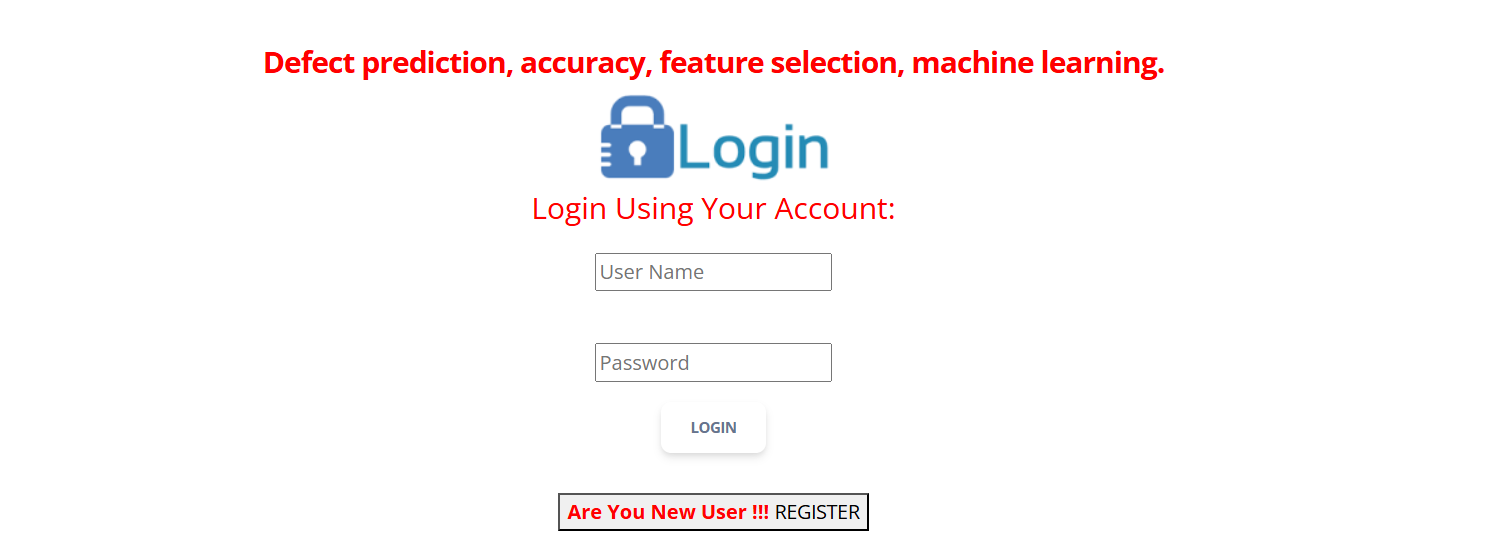 Defect prediction, accuracy, feature selection, machine learning.
Login
Login Using Your Account:
User Name
Password
LOGIN
Are You New User !!! REGISTER